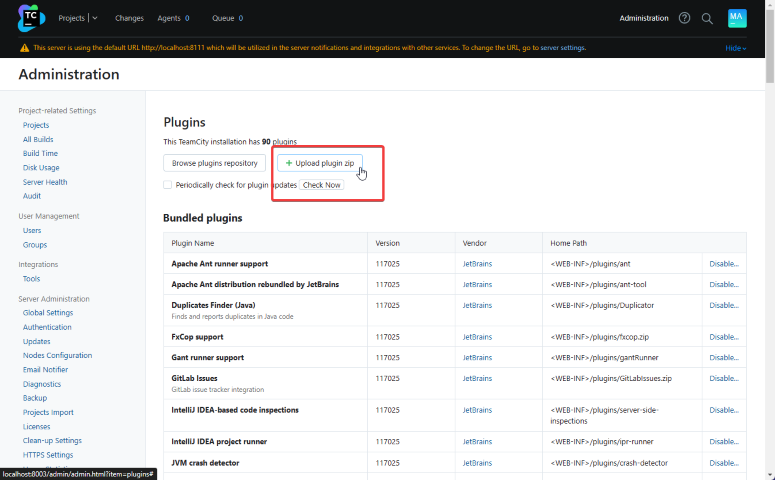 TC
Projects
Changes
Agents 0
Queue 0
Administration
?
MA
This server is using the default URL http://localhost:8111 which will be utilized in the server notifications and integrations with other services. To change the URL, go to server settings.
Hide
Administration
Project-related Settings
Projects
All Builds
Build Time
Disk Usage
Server Health
Audit
User Management
Users
Groups
Integrations
Tools
Server Administration
Global Settings
Authentication
Updates
Nodes Configuration
Email Notifier
Diagnostics
Backup
Projects Import
Licenses
Clean-up Settings
HTTPS Settings
localhost:8003/admin/admin.html?item=plugins#
Plugins
This TeamCity installation has 90 plugins
Browse plugins repository
+ Upload plugin zip
Periodically check for plugin updates
Check Now
Bundled plugins
Plugin Name Version Vendor Home Path
Apache Ant runner support 117025 JetBrains <WEB-INF>/plugins/ant Disable...
Apache Ant distribution rebundled by JetBrains 117025 JetBrains <WEB-INF>/plugins/ant-tool Disable...
Duplicates Finder (Java) 117025 JetBrains <WEB-INF>/plugins/Duplicator Disable...
Finds and reports duplicates in Java code
FxCop support 117025 JetBrains <WEB-INF>/plugins/fxcop.zip Disable...
Gant runner support 117025 JetBrains <WEB-INF>/plugins/gantRunner Disable...
GitLab Issues 117025 JetBrains <WEB-INF>/plugins/GitLabIssues.zip Disable...
GitLab issue tracker integration
IntelliJ IDEA-based code inspections 117025 JetBrains <WEB-INF>/plugins/server-side- Disable...
inspections
IntelliJ IDEA project runner 117025 JetBrains <WEB-INF>/plugins/ipr-runner Disable...
JVM crash detector 117025 JetBrains <WEB-INF>/plugins/crash-detector Disable...